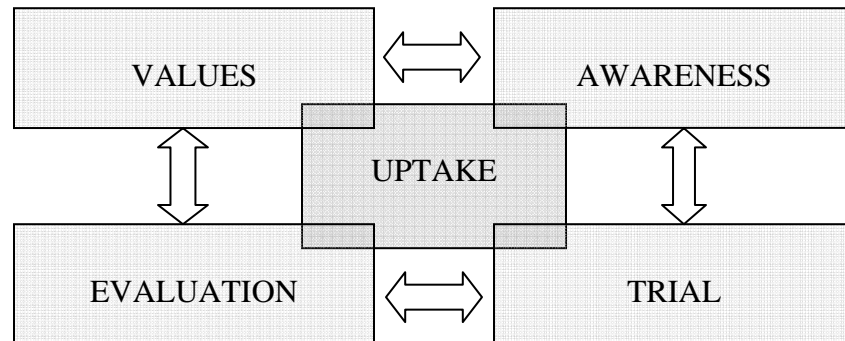 VALUES
AWARENESS
UPTAKE
EVALUATION
TRIAL